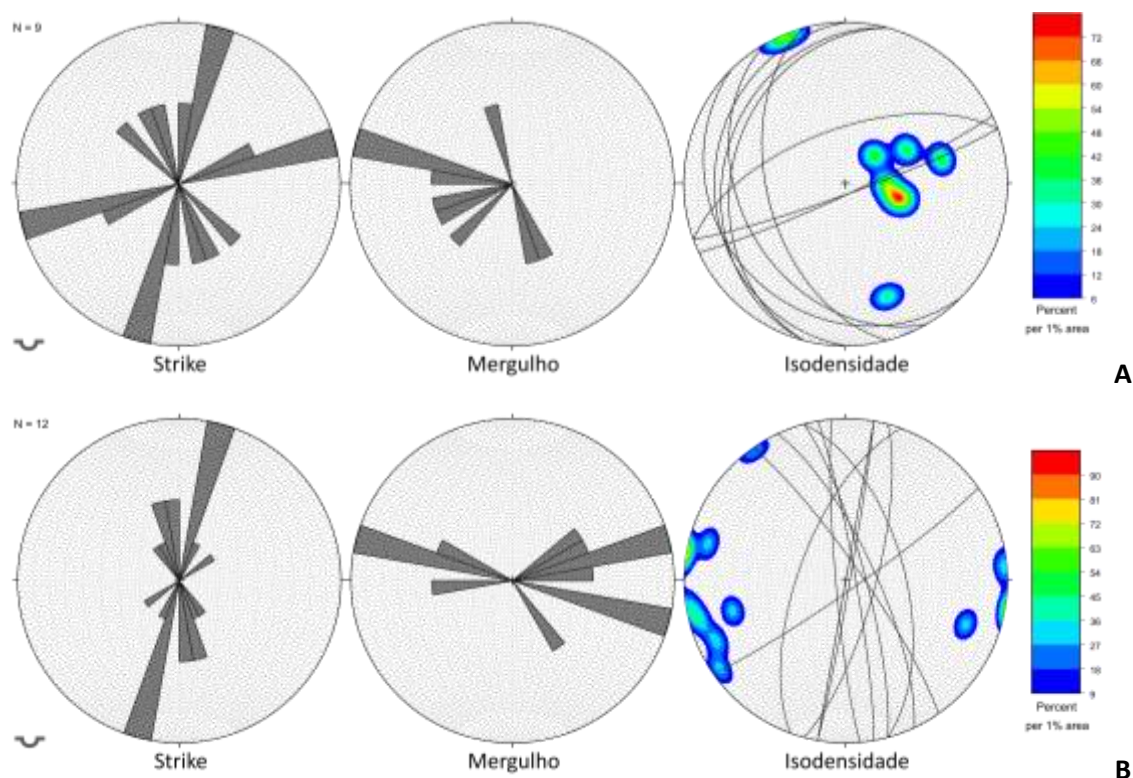 N = 9
72
66
60
54
48
42
36
30
24
18
12
6
Percent
per 1% area
Strike
Mergulho
Isodensidade
A
N = 12
90
81
72
63
54
45
36
27
18
9
Percent
per 1% area
Strike
Mergulho
Isodensidade
B